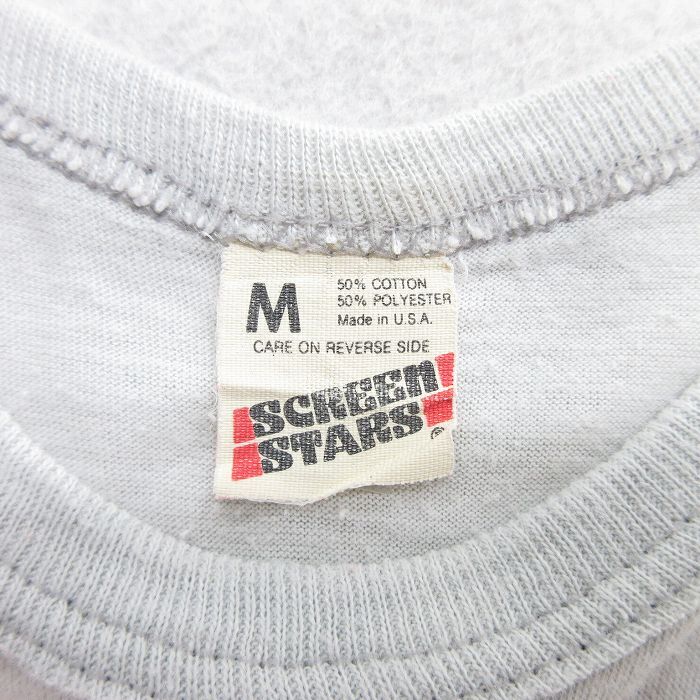 M
50% COTTON
50% POLYESTER
Made in U.S.A.
CARE ON REVERSE SIDE
SCREEN
STARS®